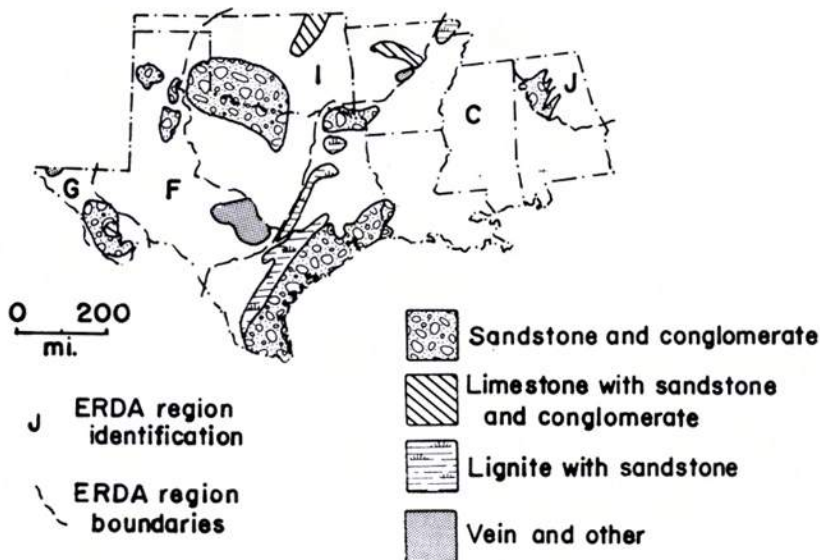 I
J
C
G
F
0 200
mi.
J ERDA region
identification
ERDA region
boundaries
Sandstone and conglomerate
Limestone with sandstone
and conglomerate
Lignite with sandstone
Vein and other